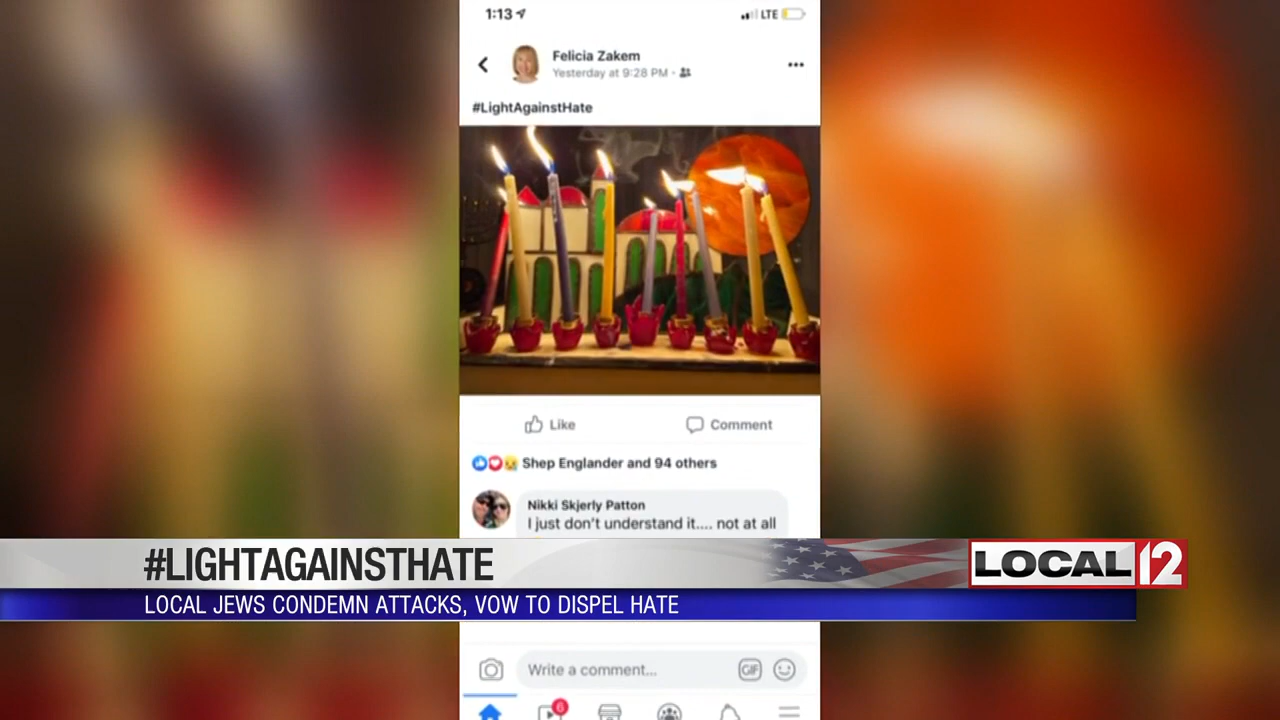 1:13
LTE
Felicia Zakem
Yesterday at 9:28 PM ·
#LightAgainstHate
Like
Comment
Shep Englander and 94 others
Nikki Skjerly Patton
I just don't understand it.... not at all
#LIGHTAGAINSTHATE
LOCAL 12
LOCAL JEWS CONDEMN ATTACKS, VOW TO DISPEL HATE
Write a comment...
GIF
6